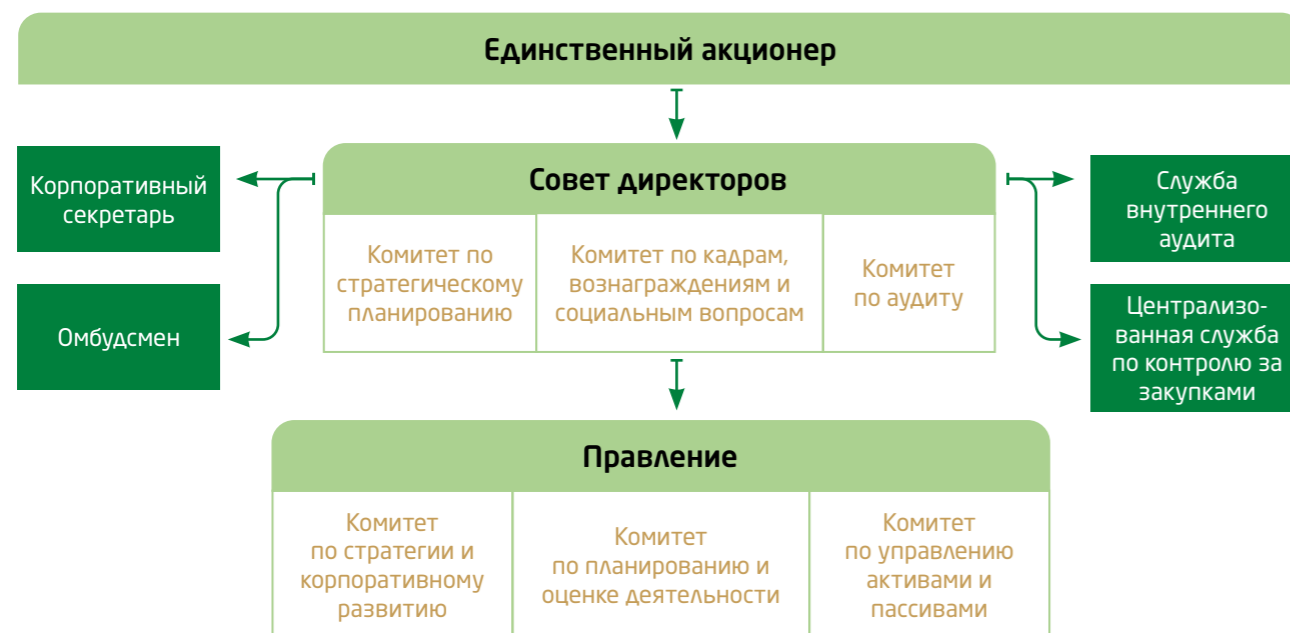 Единственный акционер
Корпоративный
секретарь
Омбудсмен
Совет директоров
Комитет по
стратегическому
планированию
Комитет по кадрам,
вознаграждениям и
социальным вопросам
Комитет
по аудиту
Служба
внутреннего
аудита
Централизо-
ванная служба
по контролю за
закупками
Правление
Комитет
по стратегии и
корпоративному
развитию
Комитет
по планированию и
оценке деятельности
Комитет
по управлению
активами и
пассивами